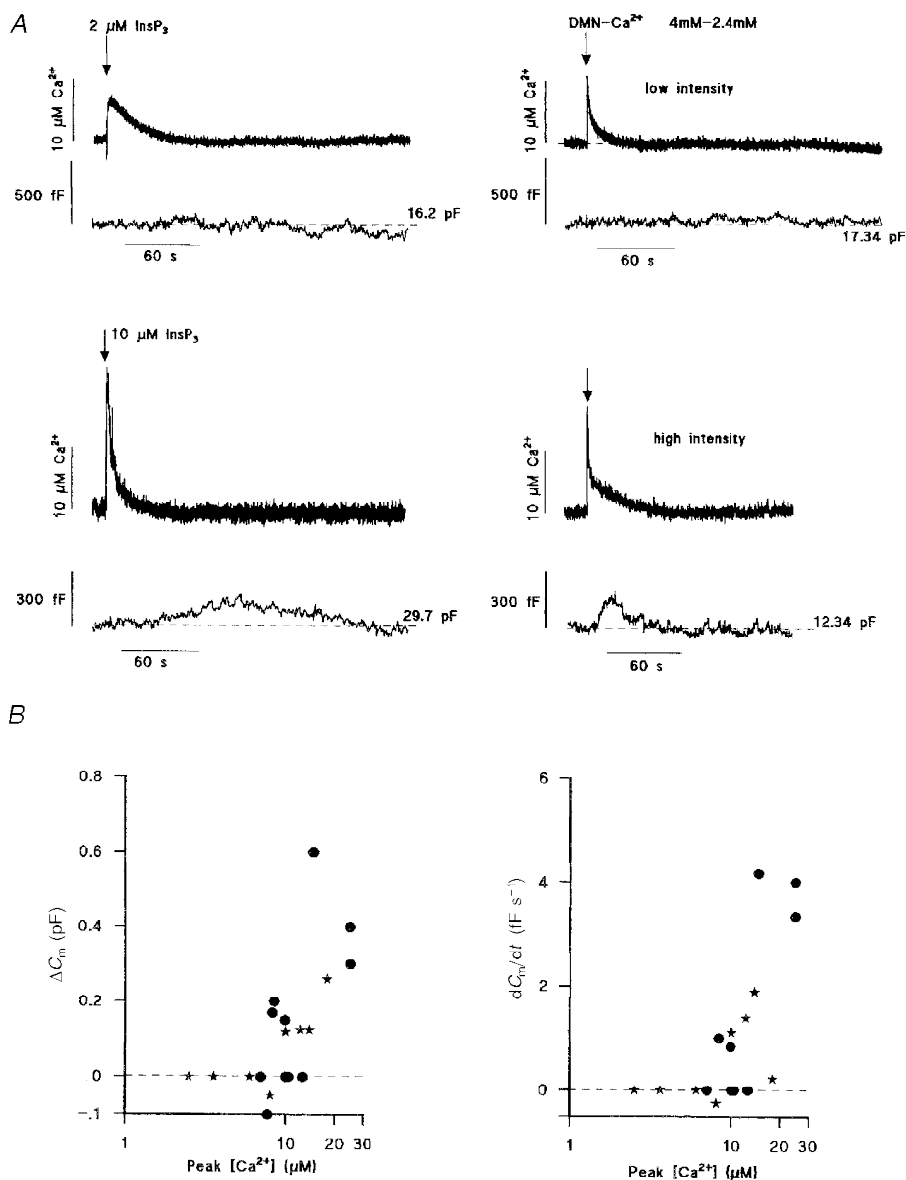 A
2 µM InsP₃
10 µM Ca²⁺
500 fF
16.2 pF
60 s
DMN–Ca²⁺ 4mM–2.4mM
10 µM Ca²⁺
low intensity
500 fF
17.34 pF
60 s
10 µM InsP₃
10 µM Ca²⁺
300 fF
29.7 pF
60 s
10 µM Ca²⁺
high intensity
300 fF
12.34 pF
60 s
B
ΔCₘ (pF)
0.8
0.6
0.4
0.2
0
–.1
1
10
20
30
Peak [Ca²⁺] (µM)
dCₘ/dt (fF s⁻¹)
6
4
2
0
1
10
20
30
Peak [Ca²⁺] (µM)